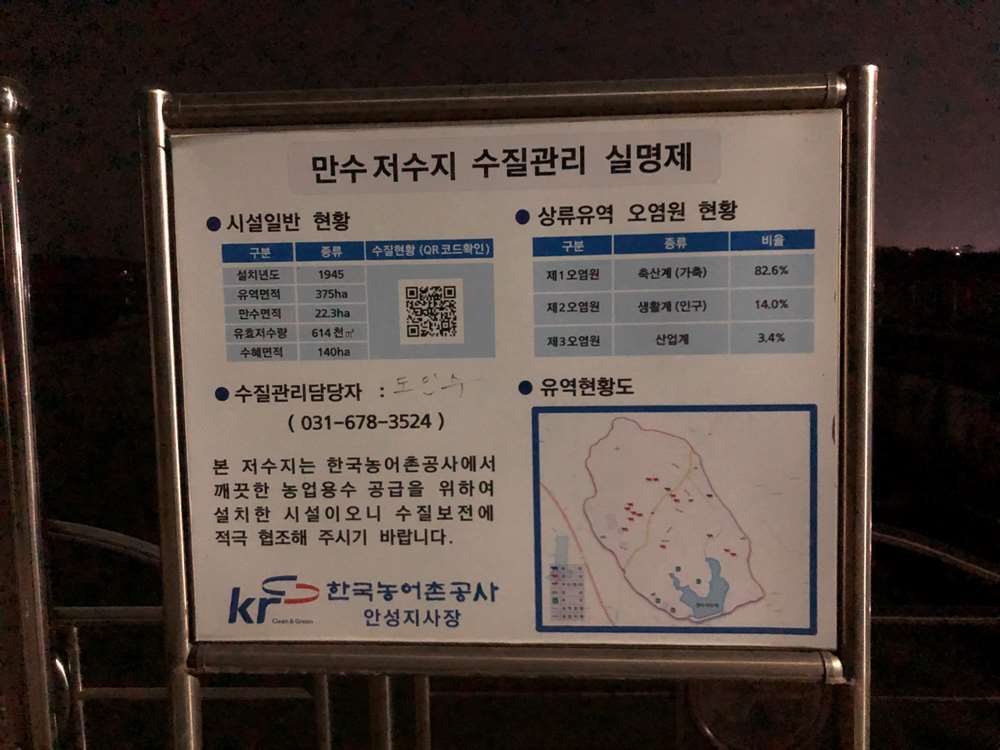 만수저수지 수질관리 실명제
● 시설일반 현황
구분 종류 수질현황 (QR코드확인)
설치년도 1945
유역면적 375ha
만수면적 22.3ha
유효저수량 614천㎥
수혜면적 140ha
● 수질관리담당자 :
( 031-678-3524 )
본 저수지는 한국농어촌공사에서
깨끗한 농업용수 공급을 위하여
설치한 시설이오니 수질보전에
적극 협조해 주시기 바랍니다.
kr 한국농어촌공사
Clean & Green
안성지사장
● 상류유역 오염원 현황
구분 종류 비율
제1오염원 축산계 (가축) 82.6%
제2오염원 생활계 (인구) 14.0%
제3오염원 산업계 3.4%
● 유역현황도